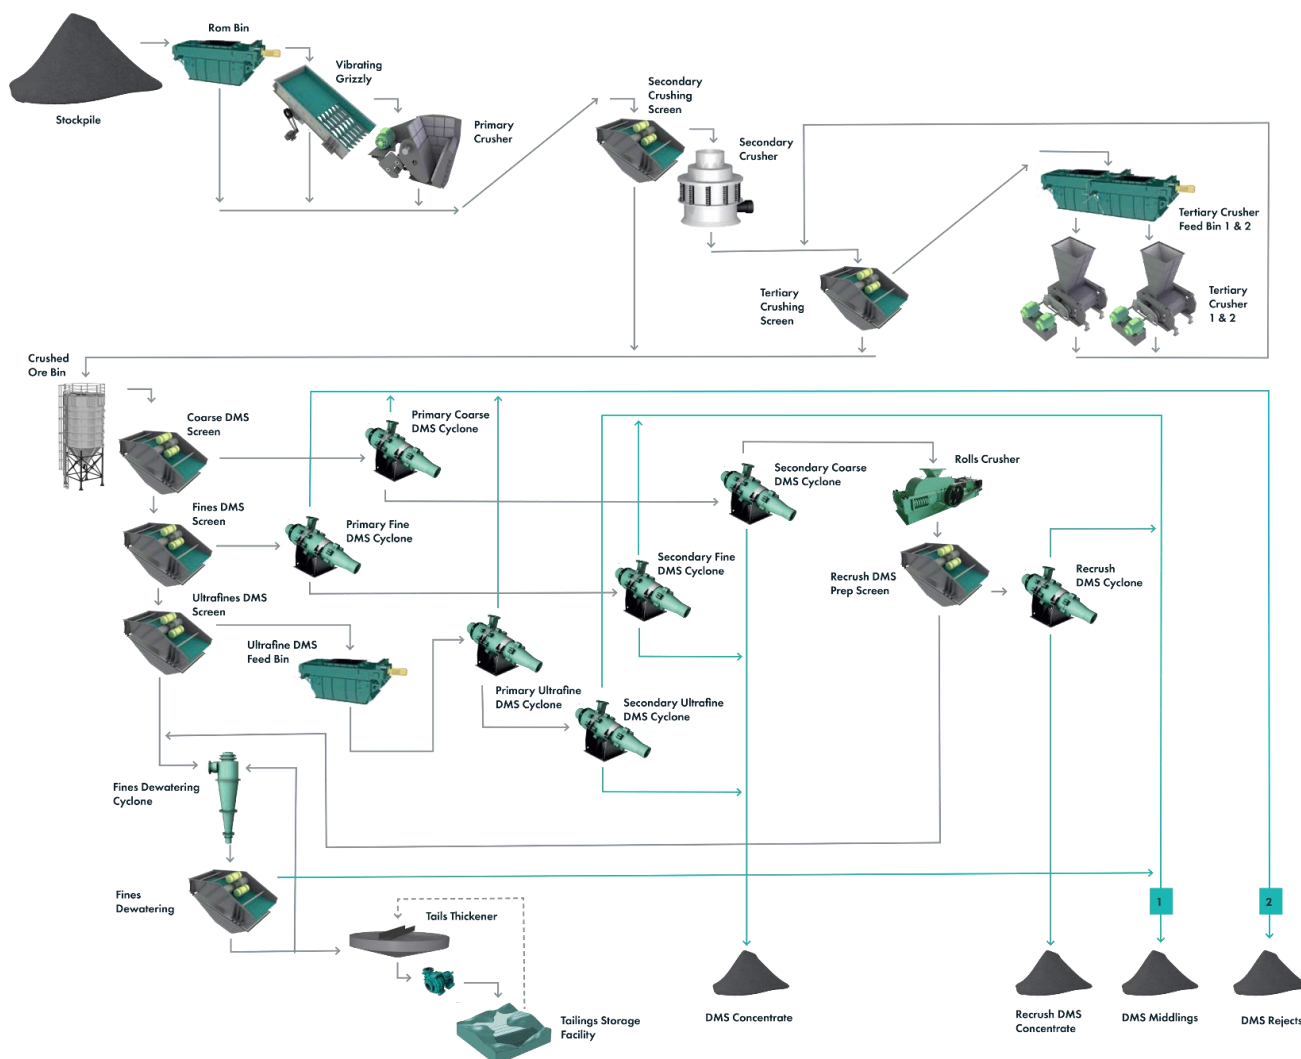 Rom Bin
Stockpile
Vibrating
Grizzly
Primary
Crusher
Secondary
Crushing
Screen
Secondary
Crusher
Tertiary Crusher
Feed Bin 1 & 2
Tertiary
Crushing
Screen
Tertiary
Crusher
1 & 2
Crushed
Ore Bin
Coarse DMS
Screen
Primary Coarse
DMS Cyclone
Secondary Coarse
DMS Cyclone
Rolls Crusher
Fines DMS
Screen
Primary Fine
DMS Cyclone
Secondary Fine
DMS Cyclone
Recrush DMS
Prep Screen
Recrush
DMS Cyclone
Ultrafines DMS
Screen
Ultrafine DMS
Feed Bin
Primary Ultrafine
DMS Cyclone
Secondary Ultrafine
DMS Cyclone
Fines Dewatering
Cyclone
Fines
Dewatering
Tails Thickener
1
2
Tailings Storage
Facility
DMS Concentrate
Recrush DMS
Concentrate
DMS Middlings
DMS Rejects